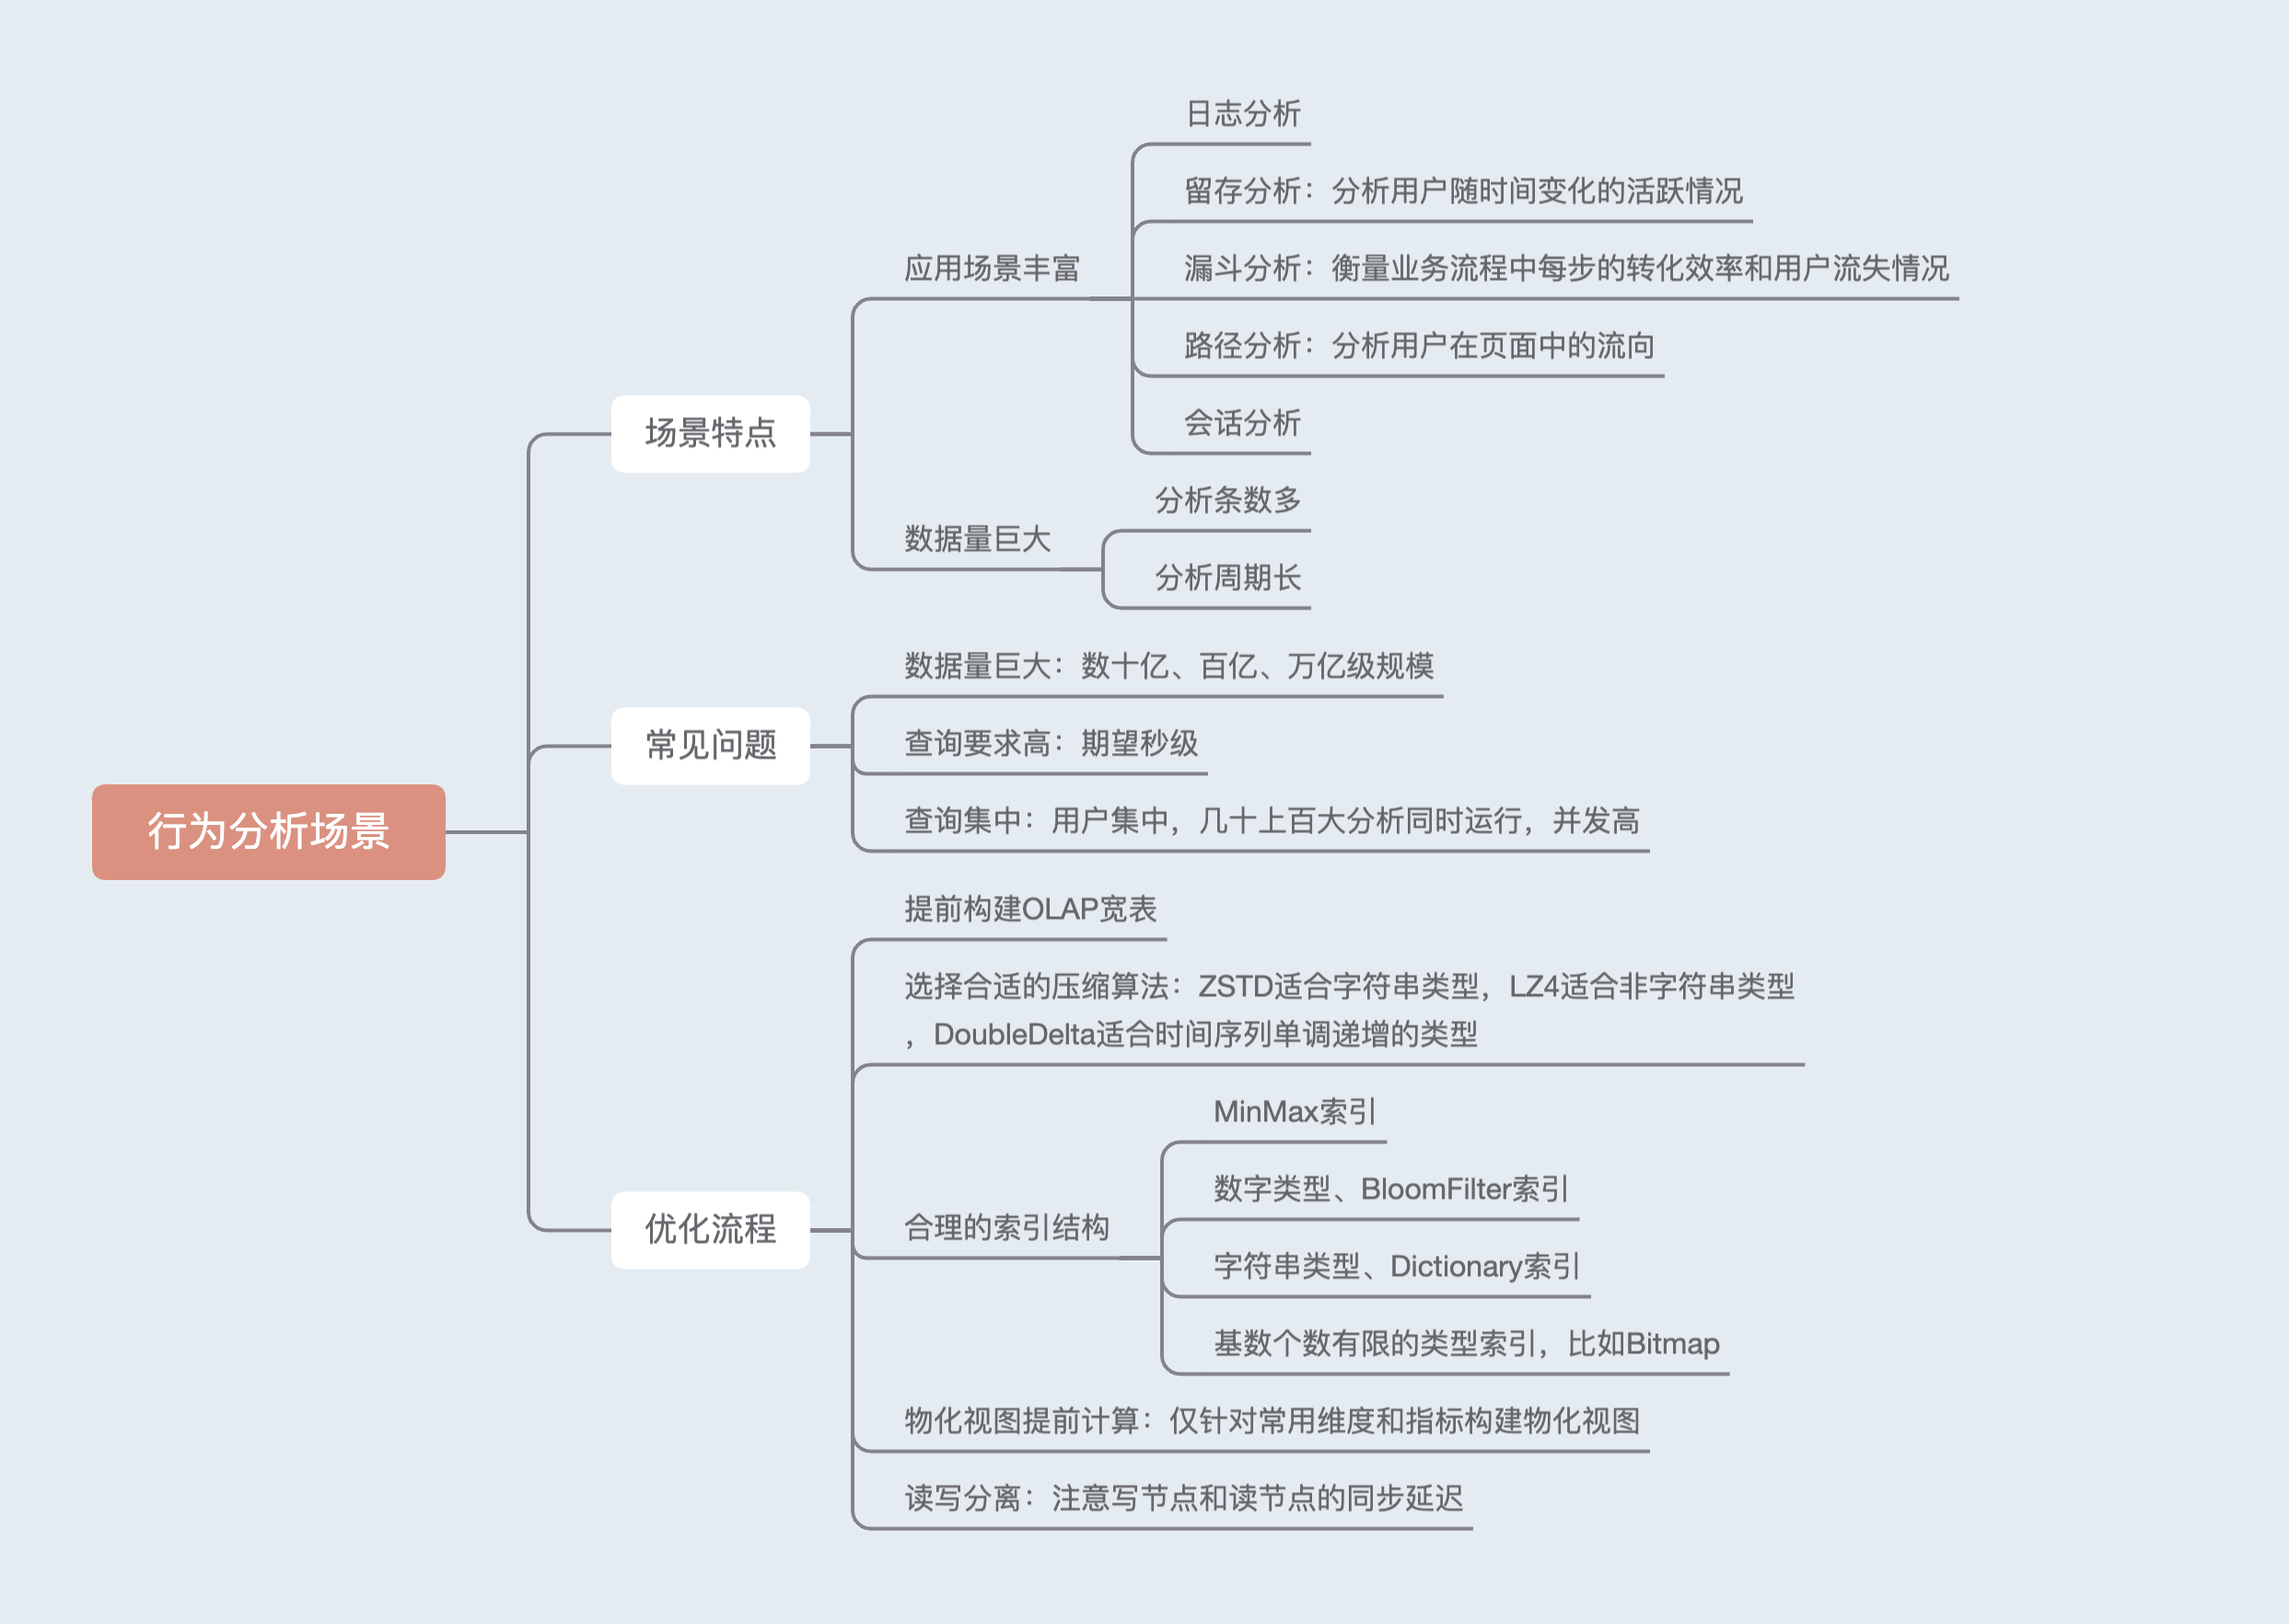 行为分析场景
场景特点
应用场景丰富
日志分析
留存分析：分析用户随时间变化的活跃情况
漏斗分析：衡量业务流程中每步的转化效率和用户流失情况
路径分析：分析用户在页面中的流向
会话分析
数据量巨大
分析条数多
分析周期长
常见问题
数据量巨大：数十亿、百亿、万亿级规模
查询要求高：期望秒级
查询集中：用户集中，几十上百大分析同时运行，并发高
优化流程
提前构建OLAP宽表
选择合适的压缩算法：ZSTD适合字符串类型，LZ4适合非字符串类型
，DoubleDelta适合时间序列单调递增的类型
合理的索引结构
MinMax索引
数字类型、BloomFilter索引
字符串类型、Dictionary索引
基数个数有限的类型索引，比如Bitmap
物化视图提前计算：仅针对常用维度和指标构建物化视图
读写分离：注意写节点和读节点的同步延迟